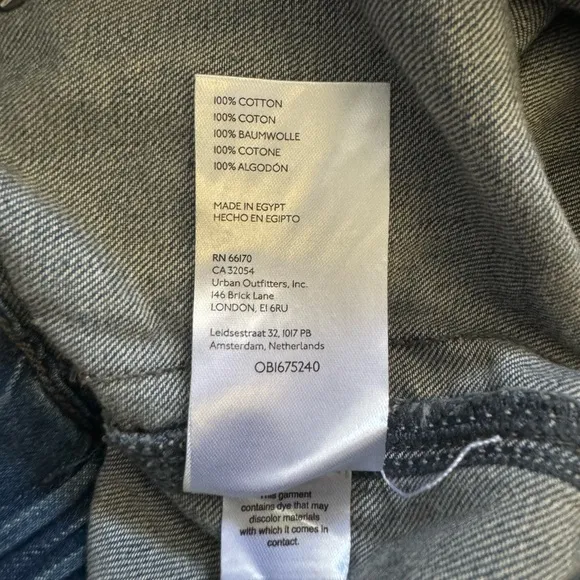 100% COTTON
100% COTON
100% BAUMWOLLE
100% COTONE
100% ALGODÓN
MADE IN EGYPT
HECHO EN EGIPTO
RN 66170
CA 32054
Urban Outfitters, Inc.
146 Brick Lane
LONDON, E1 6RU
Leidsestraat 32, 1017 PB
Amsterdam, Netherlands
OB1675240
This garment
contains dye that may
discolor materials
with which it comes in
contact.